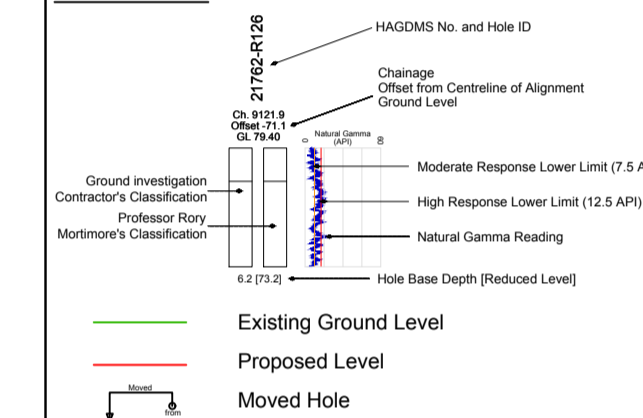 21762-R126
HAGDMS No. and Hole ID
Chainage
Offset from Centreline of Alignment
Ground Level
Ch. 9121.9
Offset -71.1
GL 79.40
Natural Gamma
(API)
0
60
Moderate Response Lower Limit (7.5 A
High Response Lower Limit (12.5 API)
Natural Gamma Reading
Ground investigation
Contractor's Classification
Professor Rory
Mortimore's Classification
6.2 [73.2]
Hole Base Depth [Reduced Level]
Existing Ground Level
Proposed Level
Moved
from
Moved Hole